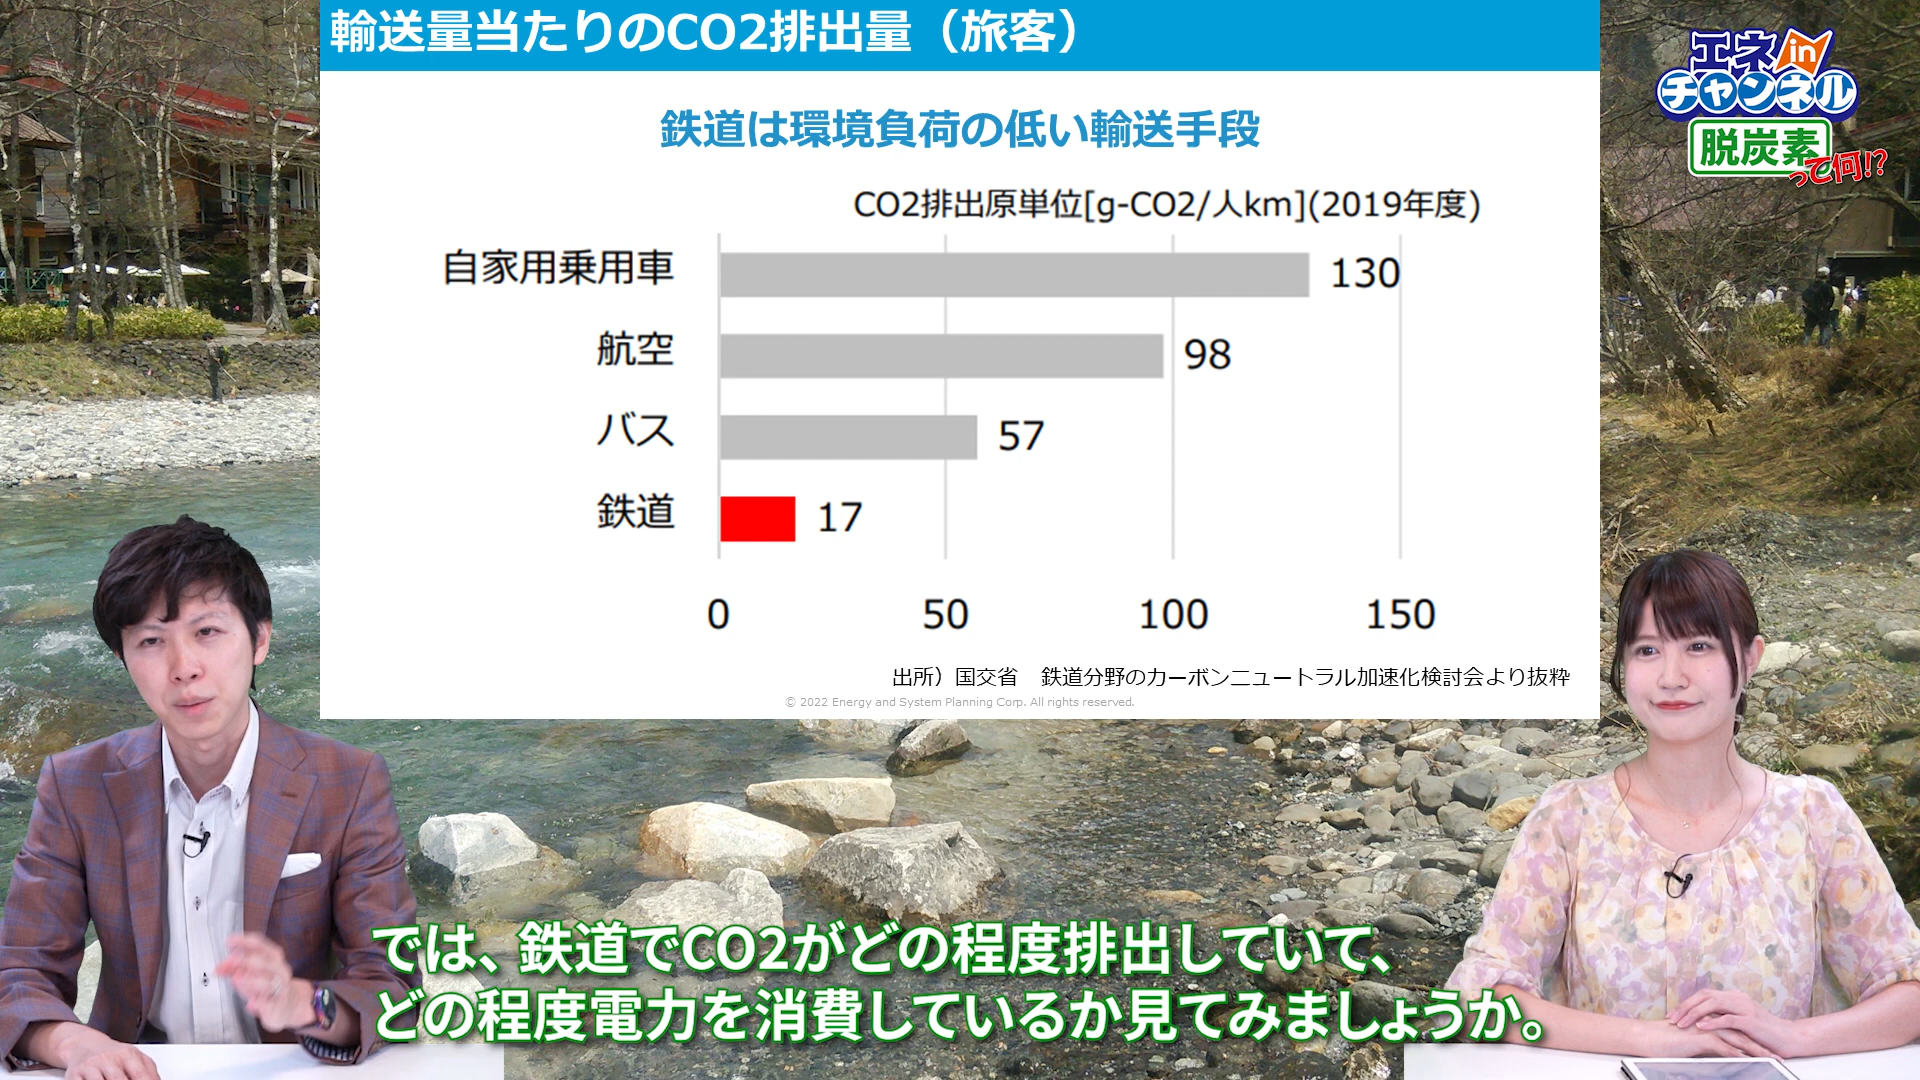 輸送量当たりのCO2排出量（旅客）
エネinチャンネル
脱炭素って何!?
鉄道は環境負荷の低い輸送手段
CO2排出原単位[g-CO2/人km](2019年度)
自家用乗用車 130
航空 98
バス 57
鉄道 17
0 50 100 150
出所）国交省　鉄道分野のカーボンニュートラル加速化検討会より抜粋
© 2022 Energy and System Planning Corp. All rights reserved.
では、鉄道でCO2がどの程度排出していて、
どの程度電力を消費しているか見てみましょうか。